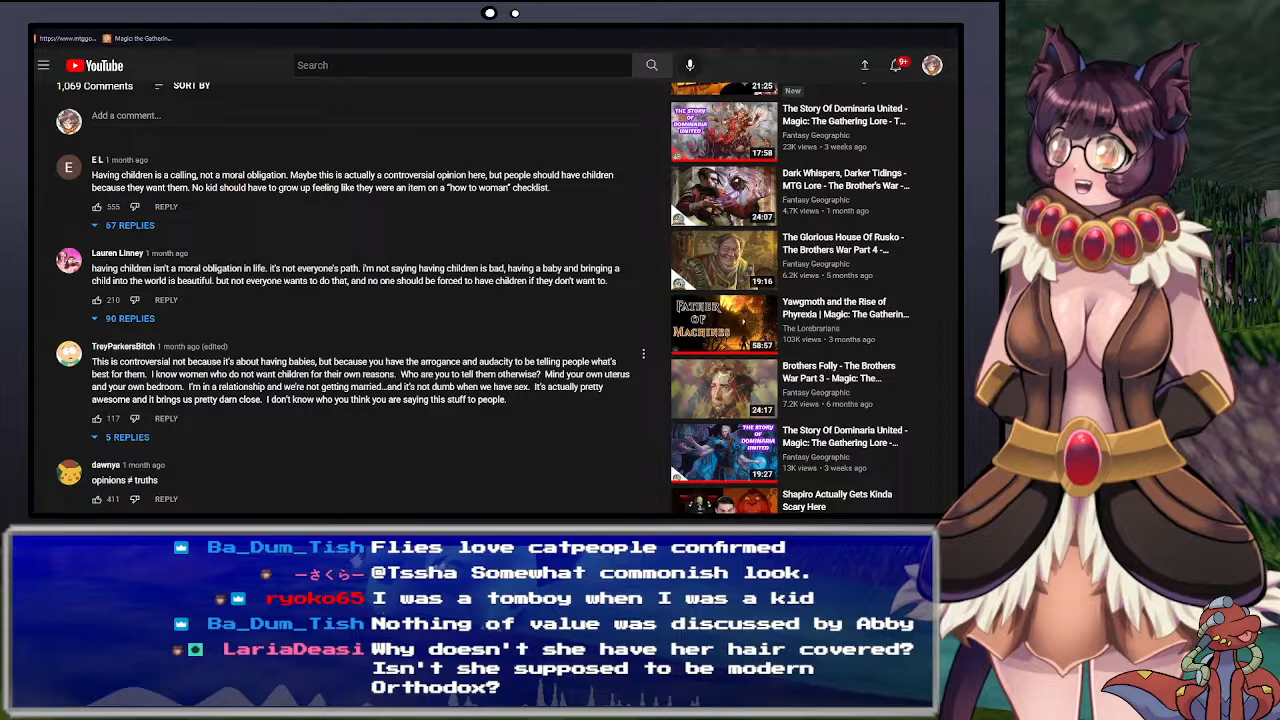 https://www.mtggo... Magic: the Gatherin...
YouTube Search 9+
1,069 Comments SORT BY
Add a comment...
E
E L 1 month ago
Having children is a calling, not a moral obligation. Maybe this is actually a controversial opinion here, but people should have children
because they want them. No kid should have to grow up feeling like they were an item on a "how to woman" checklist.
555 REPLY
67 REPLIES
Lauren Linney 1 month ago
having children isn't a moral obligation in life. it's not everyone's path. i'm not saying having children is bad, having a baby and bringing a
child into the world is beautiful. but not everyone wants to do that, and no one should be forced to have children if they don't want to.
210 REPLY
90 REPLIES
TreyParkersBitch 1 month ago (edited)
This is controversial not because it's about having babies, but because you have the arrogance and audacity to be telling people what's
best for them. I know women who do not want children for their own reasons. Who are you to tell them otherwise? Mind your own uterus
and your own bedroom. I'm in a relationship and we're not getting married...and it's not dumb when we have sex. It's actually pretty
awesome and it brings us pretty darn close. I don't know who you think you are saying this stuff to people.
117 REPLY
5 REPLIES
dawnya 1 month ago
opinions ≠ truths
411 REPLY
21:25
New
THE STORY OF DOMINARIA UNITED
17:58
The Story Of Dominaria United -
Magic: The Gathering Lore - T...
Fantasy Geographic
23K views • 3 weeks ago
24:07
Dark Whispers, Darker Tidings -
MTG Lore - The Brother's War -...
Fantasy Geographic
4.7K views • 1 month ago
19:16
The Glorious House Of Rusko -
The Brothers War Part 4 -...
Fantasy Geographic
6.2K views • 5 months ago
FATHER OF MACHINES
58:57
Yawgmoth and the Rise of
Phyrexia | Magic: The Gatherin...
The Lorebrarians
103K views • 3 months ago
24:17
Brothers Folly - The Brothers
War Part 3 - Magic: The...
Fantasy Geographic
7.2K views • 6 months ago
THE STORY OF DOMINARIA UNITED
19:27
The Story Of Dominaria United -
Magic: The Gathering Lore -...
Fantasy Geographic
13K views • 3 weeks ago
Shapiro Actually Gets Kinda
Scary Here
Ba_Dum_Tish Flies love catpeople confirmed
ーさくらー @Tssha Somewhat commonish look.
ryoko65 I was a tomboy when I was a kid
Ba_Dum_Tish Nothing of value was discussed by Abby
LariaDeasi Why doesn't she have her hair covered?
Isn't she supposed to be modern
Orthodox?